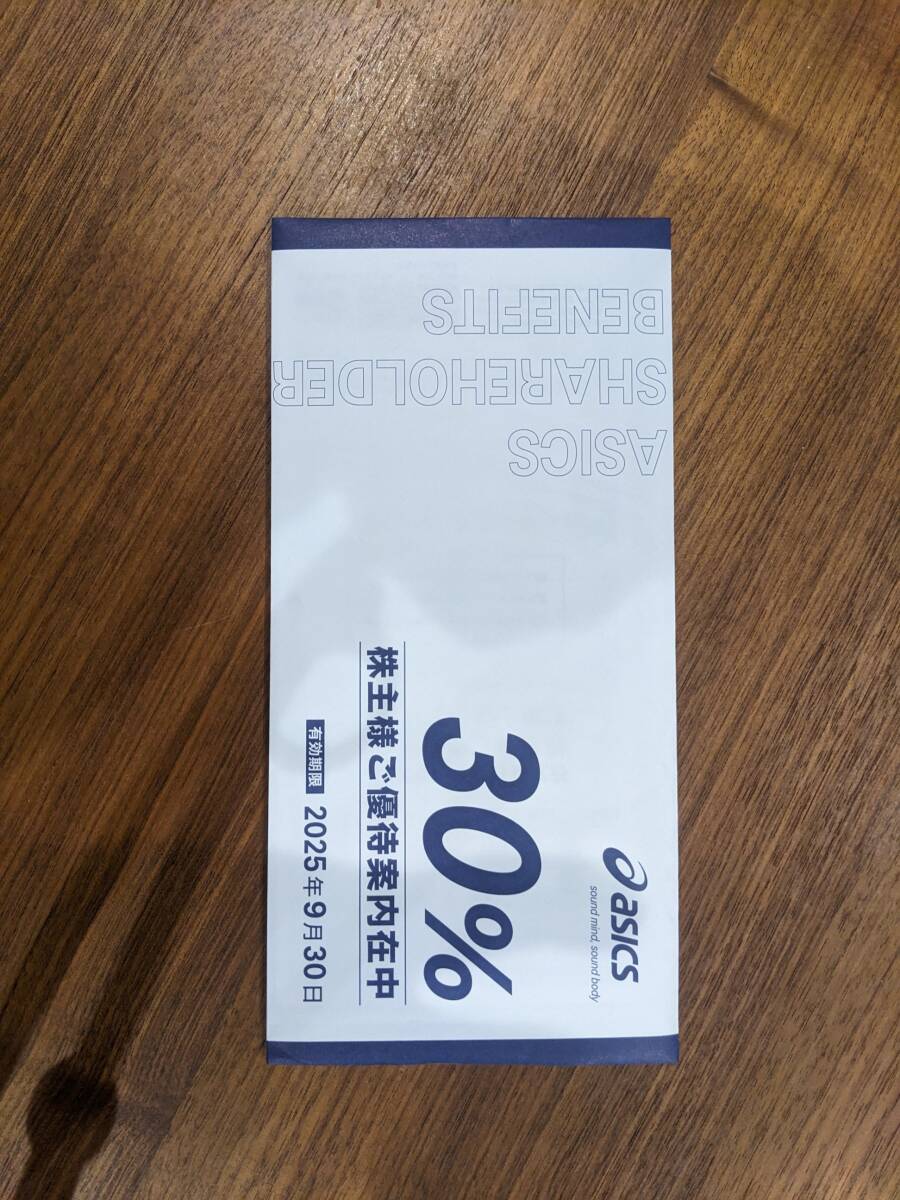 ASICS
SHAREHOLDER
BENEFITS
asics
sound mind, sound body
30%
株主様ご優待案内在中
有効期限 2025年9月30日